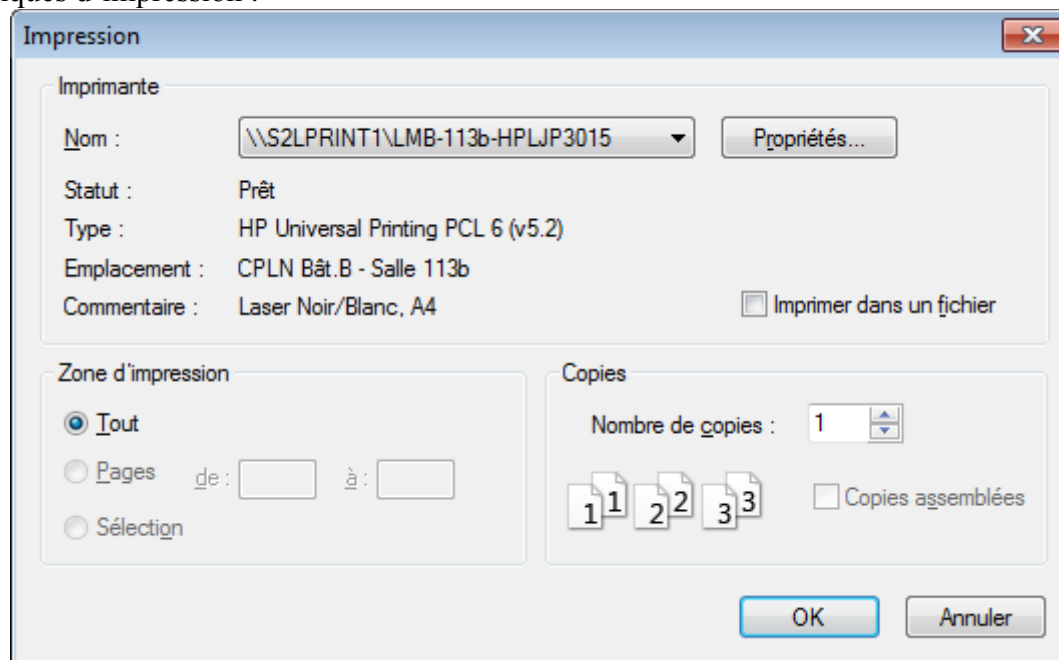 iques d'impression :
Impression
Imprimante
Nom : \\S2LPRINT1\LMB-113b-HPLJP3015 Propriétés...
Statut : Prêt
Type : HP Universal Printing PCL 6 (v5.2)
Emplacement : CPLN Bât.B - Salle 113b
Commentaire : Laser Noir/Blanc, A4 Imprimer dans un fichier
Zone d'impression
Tout
Pages de : à :
Sélection
Copies
Nombre de copies : 1
1 1 2 2 3 3 Copies assemblées
OK Annuler